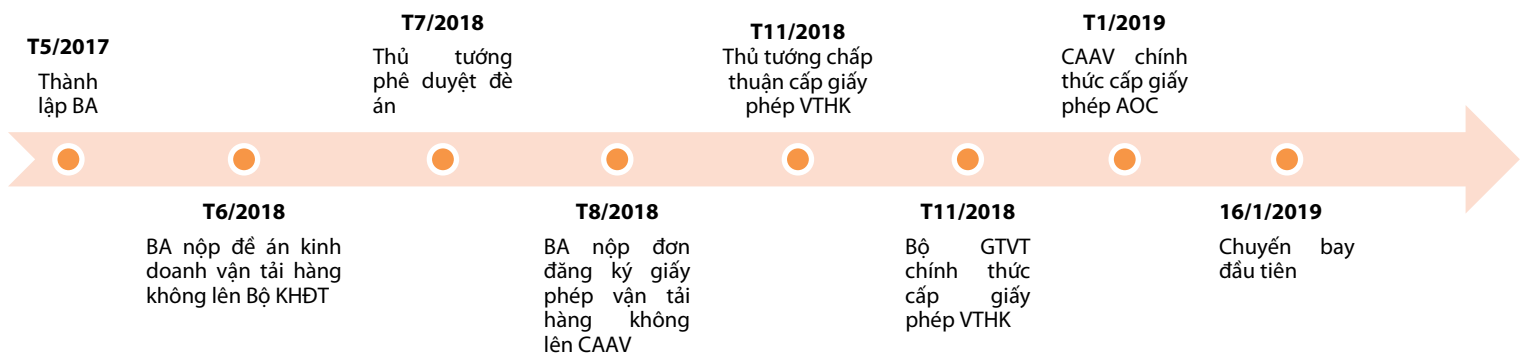 T5/2017
Thành
lập BA
T6/2018
BA nộp đề án kinh
doanh vận tải hàng
không lên Bộ KHĐT
T7/2018
Thủ tướng
phê duyệt đè
án
T8/2018
BA nộp đơn
đăng ký giấy
phép vận tải
hàng không
lên CAAV
T11/2018
Thủ tướng chấp
thuận cấp giấy
phép VTHK
T11/2018
Bộ GTVT
chính thức
cấp giấy
phép VTHK
T1/2019
CAAV chính
thức cấp giấy
phép AOC
16/1/2019
Chuyến bay
đầu tiên